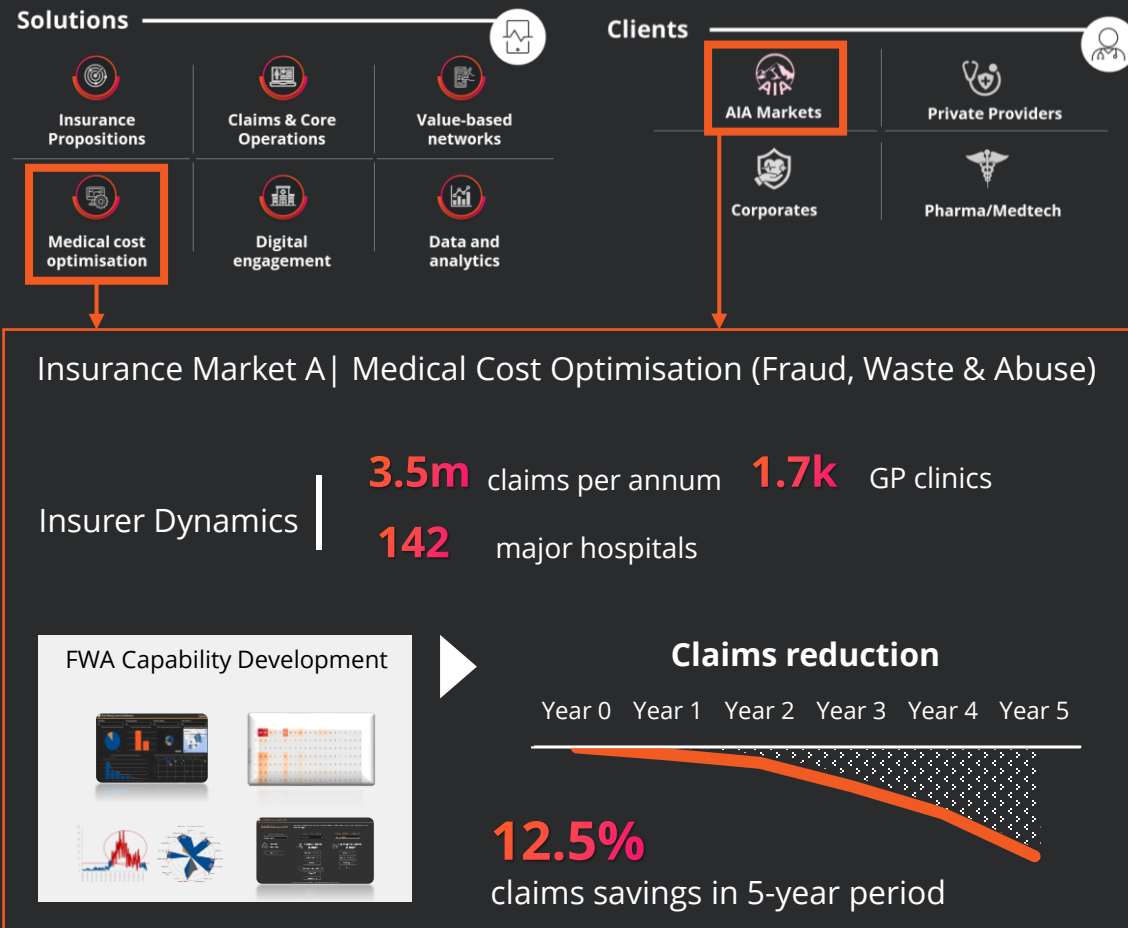 Solutions
Clients
Insurance
Propositions
Claims & Core
Operations
Value-based
networks
AIA
AIA Markets
Private Providers
Medical cost
optimisation
Digital
engagement
Data and
analytics
Corporates
Pharma/Medtech
Insurance Market A| Medical Cost Optimisation (Fraud, Waste & Abuse)
Insurer Dynamics
3.5m claims per annum
1.7k GP clinics
142 major hospitals
FWA Capability Development
Claims reduction
Year 0 Year 1 Year 2 Year 3 Year 4 Year 5
12.5%
claims savings in 5-year period